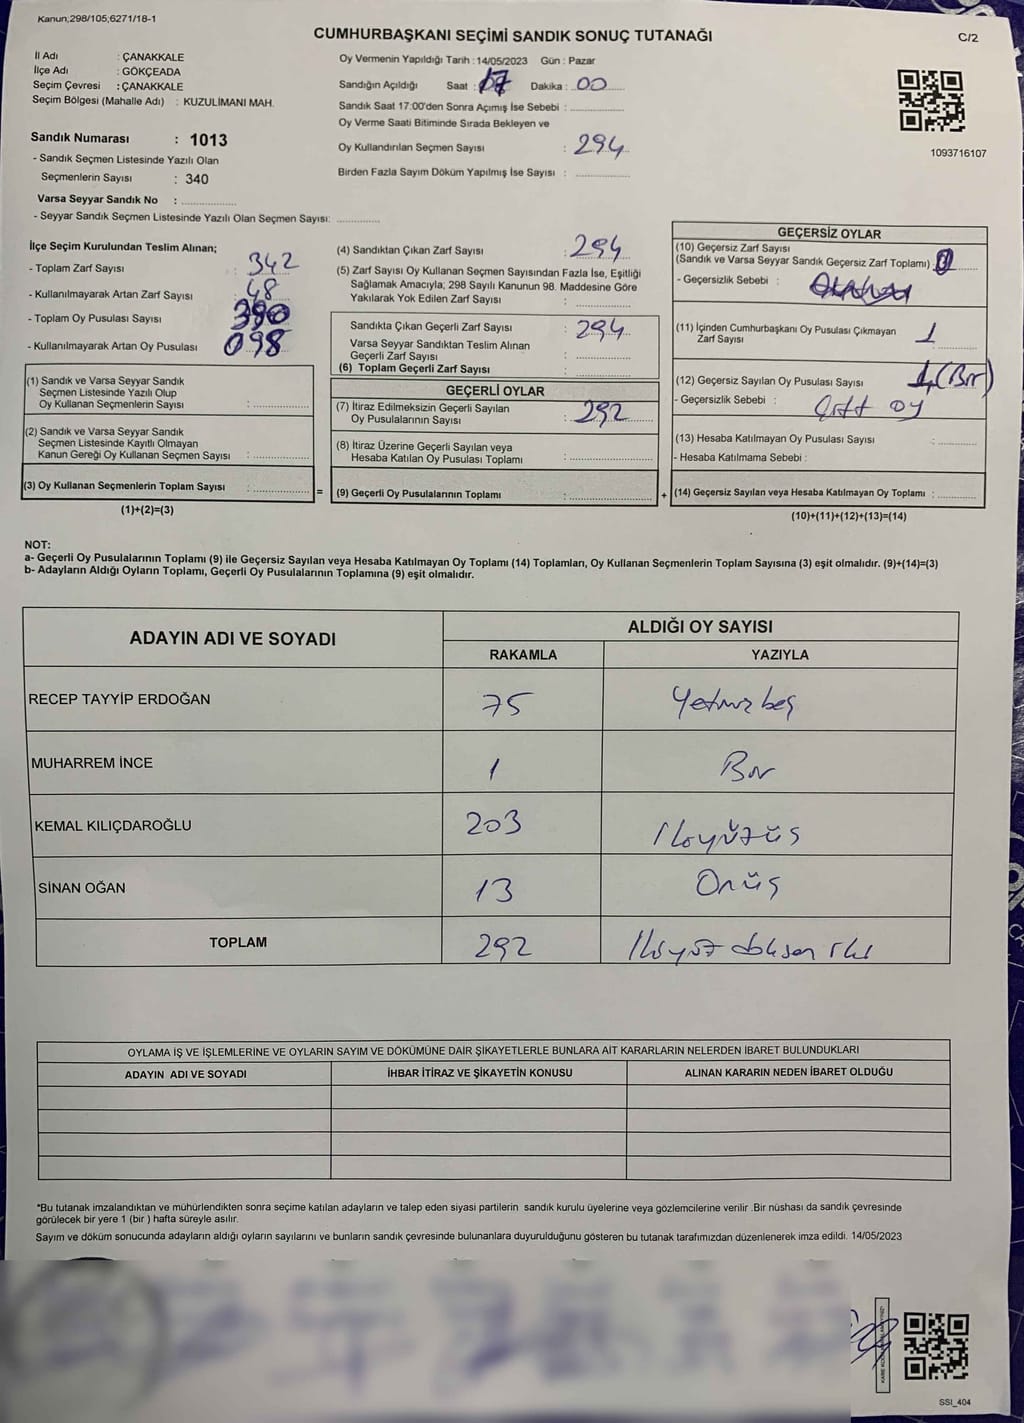 Kanun;298/105;6271/18-1
CUMHURBAŞKANI SEÇİMİ SANDIK SONUÇ TUTANAĞI
C/2
İl Adı : ÇANAKKALE
İlçe Adı : GÖKÇEADA
Seçim Çevresi : ÇANAKKALE
Seçim Bölgesi (Mahalle Adı) : KUZULİMANI MAH.
Sandık Numarası : 1013
- Sandık Seçmen Listesinde Yazılı Olan
Seçmenlerin Sayısı : 340
Varsa Seyyar Sandık No :
- Seyyar Sandık Seçmen Listesinde Yazılı Olan Seçmen Sayısı:
Oy Vermenin Yapıldığı Tarih : 14/05/2023 Gün : Pazar
Sandığın Açıldığı Saat : 17 Dakika : 00
Sandık Saat 17:00'den Sonra Açımış İse Sebebi :
Oy Verme Saati Bitiminde Sırada Bekleyen ve
Oy Kullandırılan Seçmen Sayısı : 294
Birden Fazla Sayım Döküm Yapılmış İse Sayısı :
1093716107
İlçe Seçim Kurulundan Teslim Alınan;
- Toplam Zarf Sayısı : 342
- Kullanılmayarak Artan Zarf Sayısı : 48
- Toplam Oy Pusulası Sayısı : 390
- Kullanılmayarak Artan Oy Pusulası : 098
(1) Sandık ve Varsa Seyyar Sandık
Seçmen Listesinde Yazılı Olup
Oy Kullanan Seçmenlerin Sayısı :
(2) Sandık ve Varsa Seyyar Sandık
Seçmen Listesinde Kayıtlı Olmayan
Kanun Gereği Oy Kullanan Seçmen Sayısı :
(3) Oy Kullanan Seçmenlerin Toplam Sayısı :
(1)+(2)=(3)
=
(4) Sandıktan Çıkan Zarf Sayısı : 294
(5) Zarf Sayısı Oy Kullanan Seçmen Sayısından Fazla İse, Eşitliği
Sağlamak Amacıyla; 298 Sayılı Kanunun 98. Maddesine Göre
Yakılarak Yok Edilen Zarf Sayısı :
Sandıkta Çıkan Geçerli Zarf Sayısı : 294
Varsa Seyyar Sandıktan Teslim Alınan
Geçerli Zarf Sayısı :
(6) Toplam Geçerli Zarf Sayısı :
GEÇERLİ OYLAR
(7) İtiraz Edilmeksizin Geçerli Sayılan
Oy Pusulalarının Sayısı : 292
(8) İtiraz Üzerine Geçerli Sayılan veya
Hesaba Katılan Oy Pusulası Toplamı :
(9) Geçerli Oy Pusulalarının Toplamı :
+
GEÇERSİZ OYLAR
(10) Geçersiz Zarf Sayısı
(Sandık ve Varsa Seyyar Sandık Geçersiz Zarf Toplamı) :
- Geçersizlik Sebebi :
(11) İçinden Cumhurbaşkanı Oy Pusulası Çıkmayan
Zarf Sayısı : 1
(12) Geçersiz Sayılan Oy Pusulası Sayısı : 1 (Bir)
- Geçersizlik Sebebi : Çift oy
(13) Hesaba Katılmayan Oy Pusulası Sayısı :
- Hesaba Katılmama Sebebi :
(14) Geçersiz Sayılan veya Hesaba Katılmayan Oy Toplamı :
(10)+(11)+(12)+(13)=(14)
NOT:
a- Geçerli Oy Pusulalarının Toplamı (9) ile Geçersiz Sayılan veya Hesaba Katılmayan Oy Toplamı (14) Toplamları, Oy Kullanan Seçmenlerin Toplam Sayısına (3) eşit olmalıdır. (9)+(14)=(3)
b- Adayların Aldığı Oyların Toplamı, Geçerli Oy Pusulalarının Toplamına (9) eşit olmalıdır.
ADAYIN ADI VE SOYADI
ALDIĞI OY SAYISI
RAKAMLA YAZIYLA
RECEP TAYYİP ERDOĞAN 75 Yetmiz beş
MUHARREM İNCE 1 Bir
KEMAL KILIÇDAROĞLU 203 İkiyüzüç
SİNAN OĞAN 13 Onüç
TOPLAM 292 İkiyüz doksan iki
OYLAMA İŞ VE İŞLEMLERİNE VE OYLARIN SAYIM VE DÖKÜMÜNE DAİR ŞİKAYETLERLE BUNLARA AİT KARARLARIN NELERDEN İBARET BULUNDUKLARI
ADAYIN ADI VE SOYADI İHBAR İTİRAZ VE ŞİKAYETİN KONUSU ALINAN KARARIN NEDEN İBARET OLDUĞU
*Bu tutanak imzalandıktan ve mühürlendikten sonra seçime katılan adayların ve talep eden siyasi partilerin sandık kurulu üyelerine veya gözlemcilerine verilir .Bir nüshası da sandık çevresinde
görülecek bir yere 1 (bir ) hafta süreyle asılır.
Sayım ve döküm sonucunda adayların aldığı oyların sayılarını ve bunların sandık çevresinde bulunanlara duyurulduğunu gösteren bu tutanak tarafımızdan düzenlenerek imza edildi. 14/05/2023
SSI_404